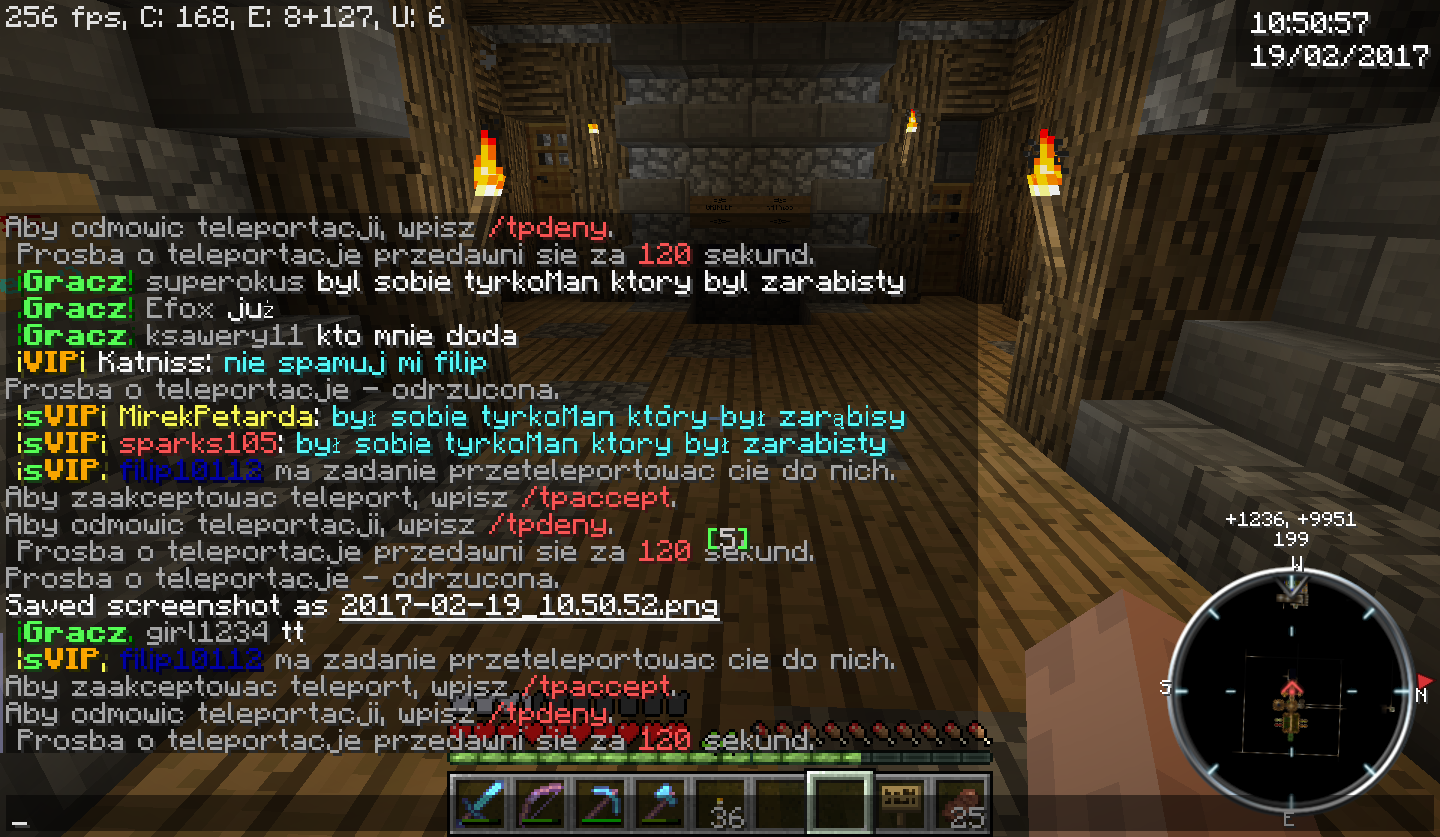 256 fps, C: 168, E: 8+127, U: 6
10:50:57
19/02/2017
Aby odmowic teleportacji, wpisz /tpdeny.
Prosba o teleportacje przedawni sie za 120 sekund.
iGracz! superokus byl sobie tyrkoMan ktory byl zarabisty
.Gracz! Efox już
!Gracz. ksawery11 kto mnie doda
iVIPi Katniss: nie spamuj mi filip
Prosba o teleportacje - odrzucona.
!sVIPi MirekPetarda: był sobie tyrkoMan który był zarąbisy
!sVIPi sparks105: był sobie tyrkoMan ktory był zarabisty
isVIP. filip10112 ma zadanie przeteleportowac cie do nich.
Aby zaakceptowac teleport, wpisz /tpaccept.
Aby odmowic teleportacji, wpisz /tpdeny.
[5]
Prosba o teleportacje przedawni sie za 120 sekund.
Prosba o teleportacje - odrzucona.
Saved screenshot as 2017-02-19_10.50.52.png
iGracz. girl1234 tt
!sVIP, filip10112 ma zadanie przeteleportowac cie do nich.
Aby zaakceptowac teleport, wpisz /tpaccept.
Aby odmowic teleportacji, wpisz /tpdeny.
Prosba o teleportacje przedawni sie za 120 sekund.
+1236, +9951
199
W
S
N
E
36
25
_